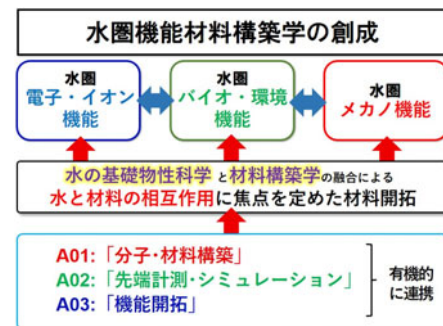 水圏機能材料構築学の創成
水圏
電子・イオン
機能
水圏
バイオ・環境
機能
水圏
メカノ機能
水の基礎物性科学と材料構築学の融合による
水と材料の相互作用に焦点を定めた材料開拓
A01:「分子・材料構築」
A02:「先端計測・シミュレーション」
A03:「機能開拓」
有機的
に連携